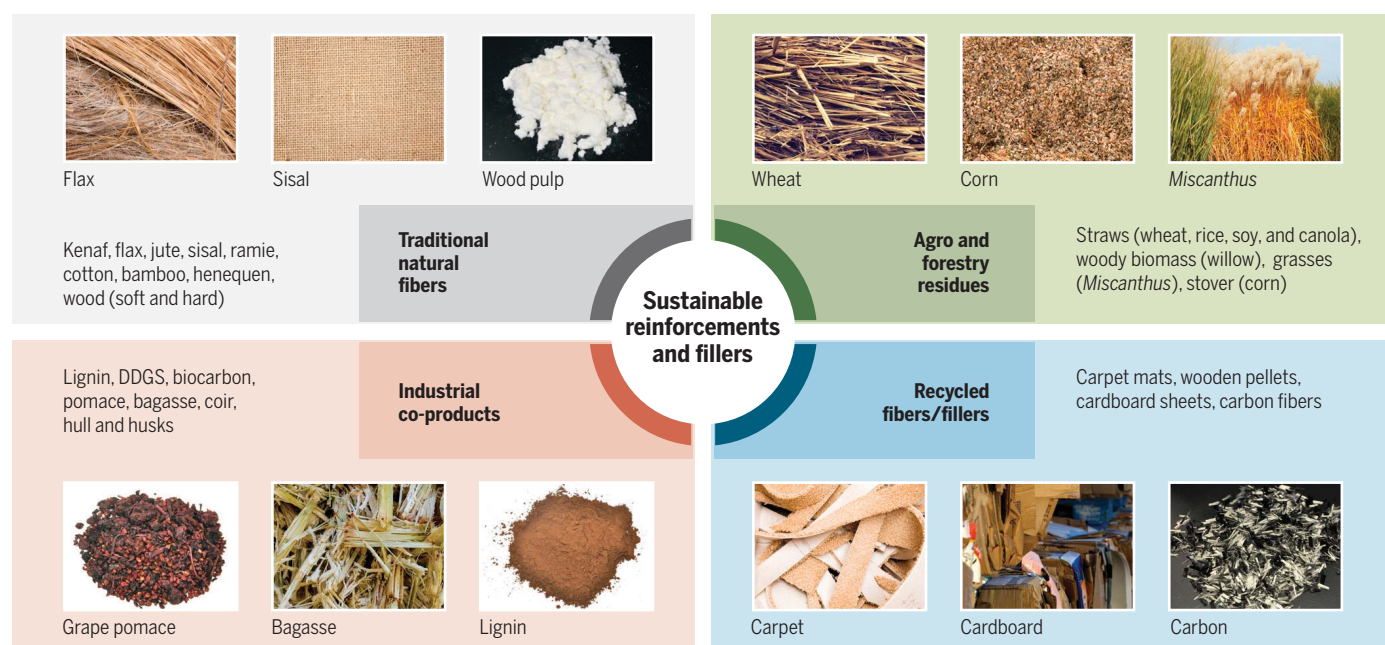 Flax
Sisal
Wood pulp
Kenaf, flax, jute, sisal, ramie,
cotton, bamboo, henequen,
wood (soft and hard)
Traditional
natural
fibers
Wheat
Corn
Miscanthus
Agro and
forestry
residues
Straws (wheat, rice, soy, and canola),
woody biomass (willow), grasses
(Miscanthus), stover (corn)
Sustainable
reinforcements
and fillers
Lignin, DDGS, biocarbon,
pomace, bagasse, coir,
hull and husks
Industrial
co-products
Grape pomace
Bagasse
Lignin
Recycled
fibers/fillers
Carpet mats, wooden pellets,
cardboard sheets, carbon fibers
Carpet
Cardboard
Carbon